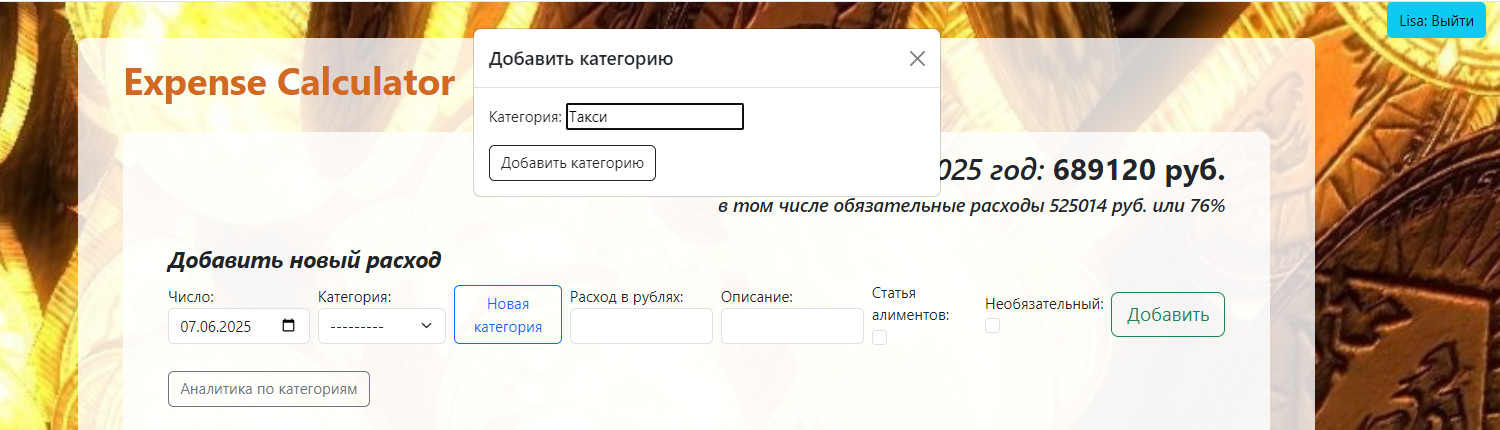 Lisa: Выйти
Expense Calculator
Добавить категорию
Категория: Такси
Добавить категорию
025 год: 689120 руб.
в том числе обязательные расходы 525014 руб. или 76%
Добавить новый расход
Число:
07.06.2025
Категория:
---------
Новая
категория
Расход в рублях:
Описание:
Статья
алиментов:
Необязательный:
Добавить
Аналитика по категориям